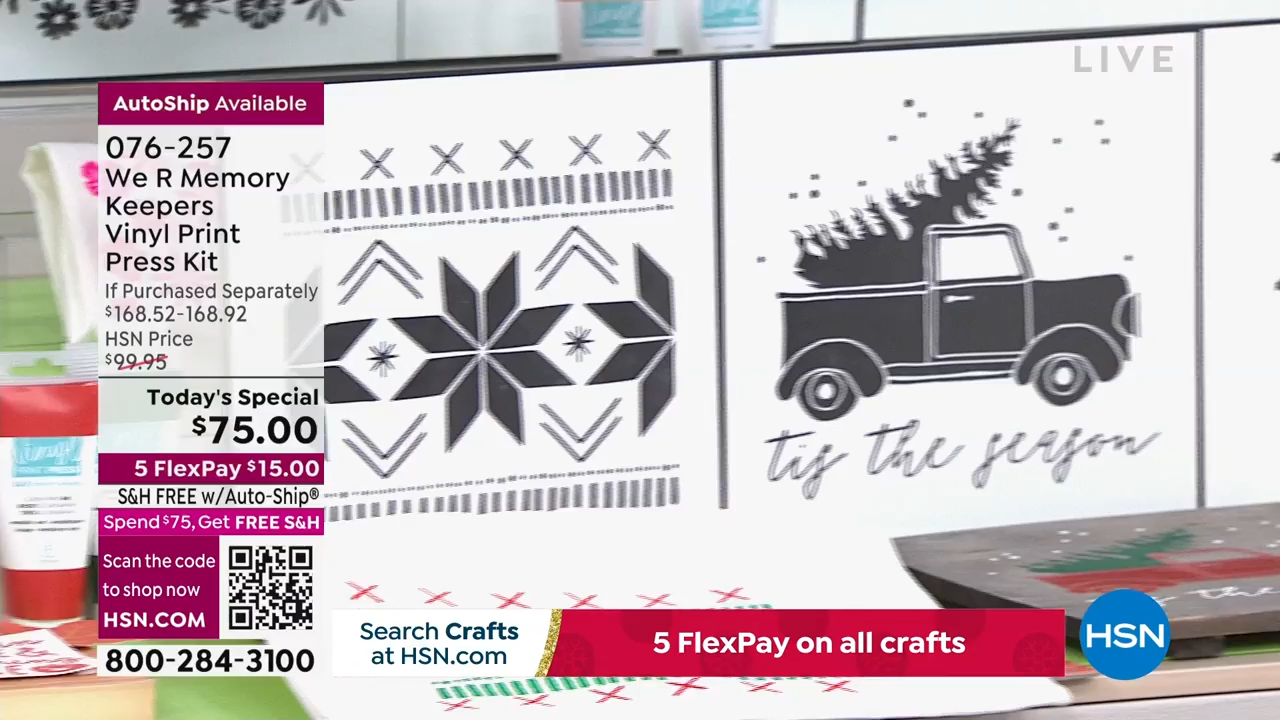 LIVE
AutoShip Available
076-257
We R Memory
Keepers
Vinyl Print
Press Kit
If Purchased Separately
$168.52-168.92
HSN Price
$99.95
Today's Special
$75.00
5 FlexPay $15.00
S&H FREE w/Auto-Ship®
Spend $75, Get FREE S&H
Scan the code
to shop now
HSN.COM
800-284-3100
tis the season
the
Search Crafts
at HSN.com
5 FlexPay on all crafts
HSN